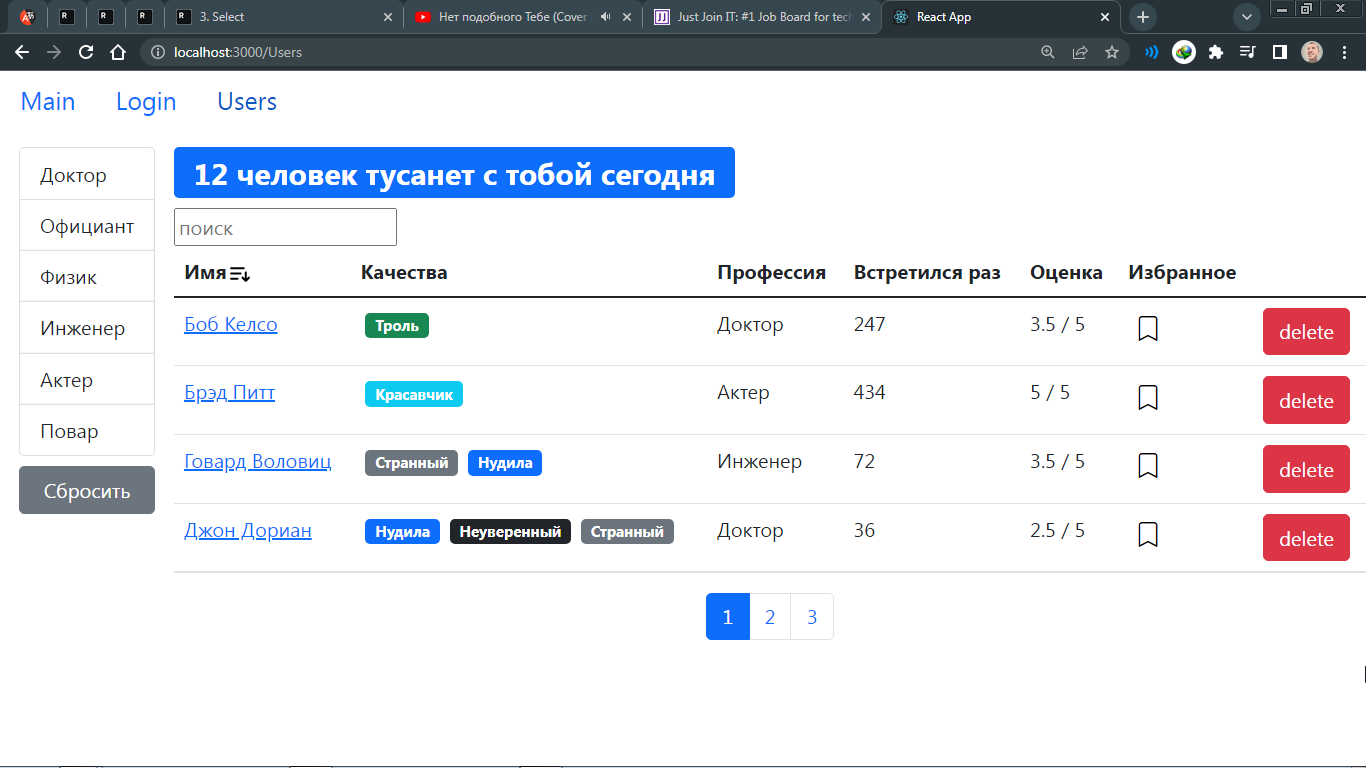 3. Select
Нет подобного Тебе (Cover
Just Join IT: #1 Job Board for tech
React App
localhost:3000/Users
Main Login Users
Доктор
Официант
Физик
Инженер
Актер
Повар
Сбросить
12 человек тусанет с тобой сегодня
поиск
Имя Качества Профессия Встретился раз Оценка Избранное
Боб Келсо Троль Доктор 247 3.5 / 5 delete
Брэд Питт Красавчик Актер 434 5 / 5 delete
Говард Воловиц Странный Нудила Инженер 72 3.5 / 5 delete
Джон Дориан Нудила Неуверенный Странный Доктор 36 2.5 / 5 delete
1 2 3